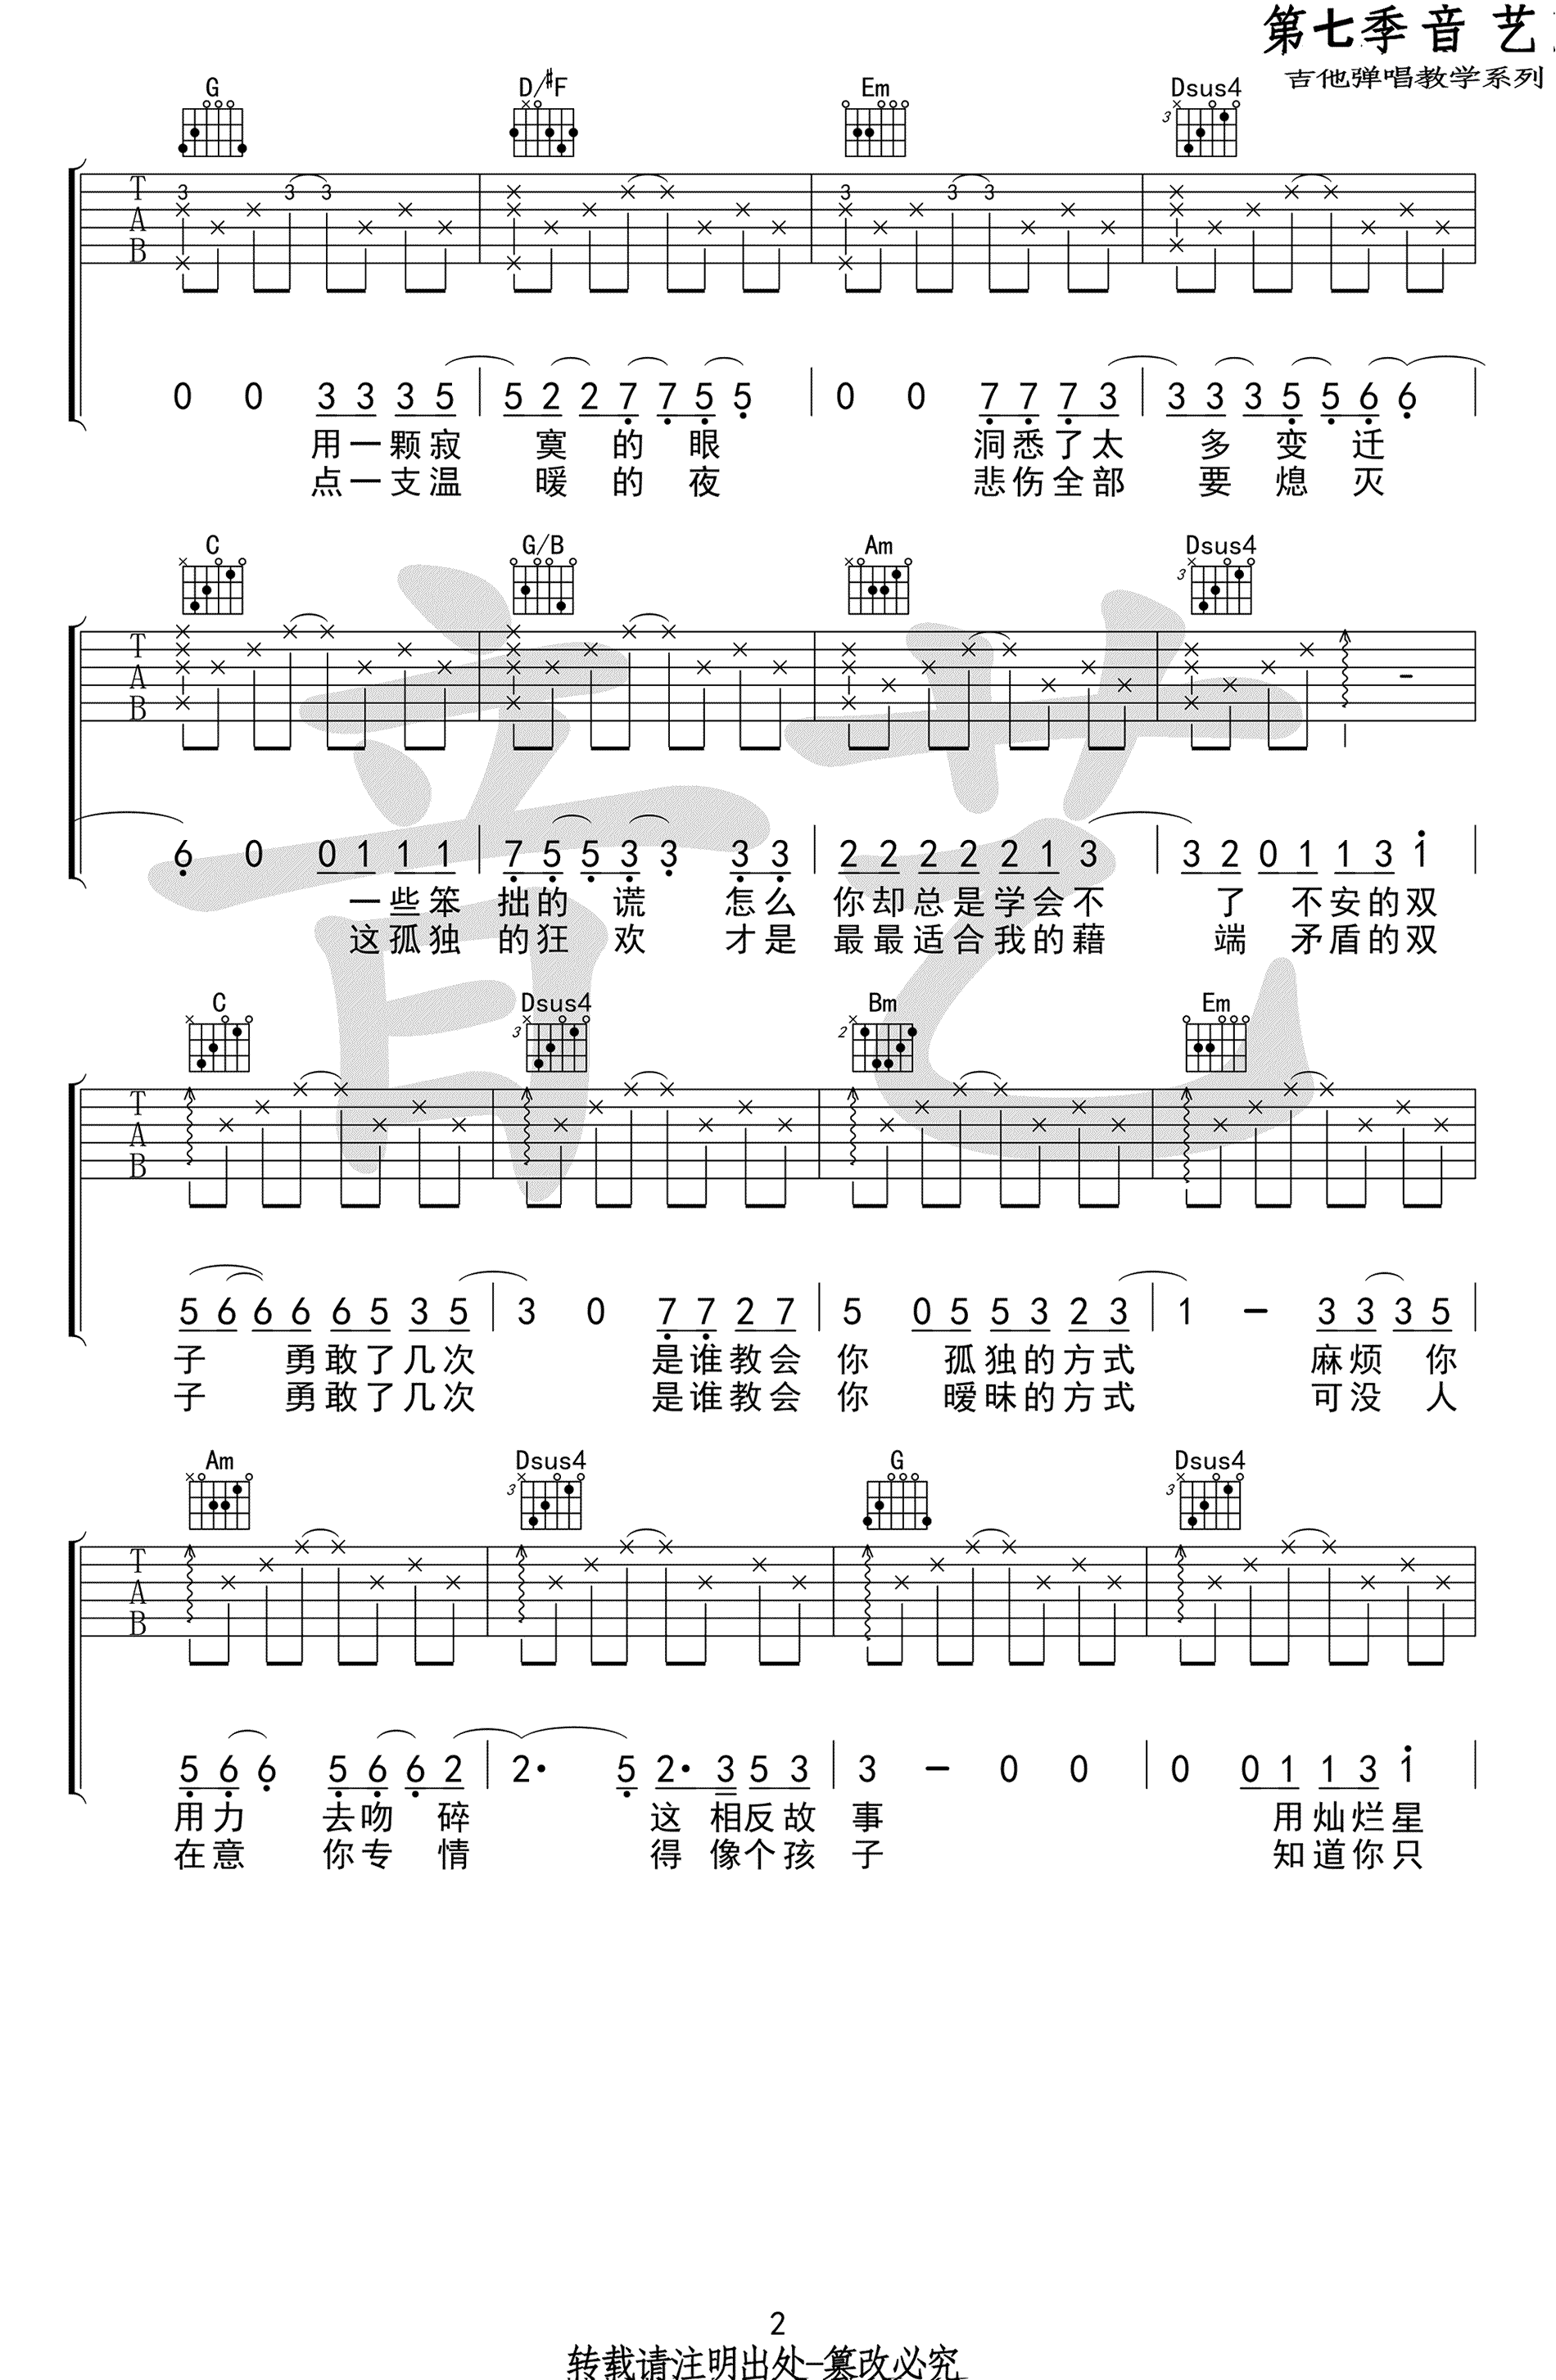 第七季音艺
吉他弹唱教学系列
G D/#F Em Dsus4
3 3
T 3 3 3 3 3 3
A
B
0 0 3 3 3 5 5 2 2 7 7 5 5 0 0 7 7 7 3 3 3 3 5 5 6 6
用一颗寂 寞 的 眼 洞悉了太 多 变 迁
点一支温 暖 的 夜 悲伤全部 要 熄 灭
C G/B Am Dsus4
3
T
A
B
6 0 0 1 1 1 7 5 5 3 3 3 3 2 2 2 2 2 1 3 3 2 0 1 1 3 1
一些笨 拙的 谎 怎么 你却总是学会不 了 不安的双
这孤独 的狂 欢 才是 最最适合我的藉 端 矛盾的双
C Dsus4 Bm Em
3 2
T
A
B
5 6 6 6 6 5 3 5 3 0 7 7 2 7 5 0 5 5 3 2 3 1 - 3 3 3 5
子 勇敢了几次 是谁教会 你 孤独的方式 麻烦 你
子 勇敢了几次 是谁教会 你 暧昧的方式 可没 人
Am Dsus4 G Dsus4
3 3
T
A
B
5 6 6 5 6 6 2 2· 5 2· 3 5 3 3 - 0 0 0 0 1 1 3 1
用力 去吻 碎 这 相反故 事 用灿烂星
在意 你专 情 得 像个孩 子 知道你只
2
转载请注明出处-篡改必究
音艺